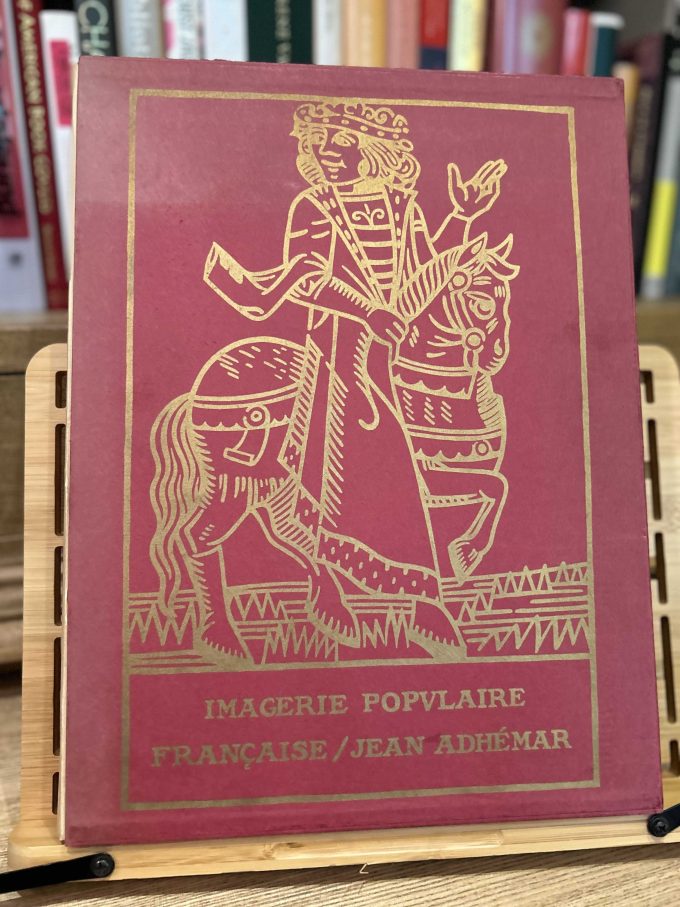 IMAGERIE POPVLAIRE
FRANÇAISE / JEAN ADHÉMAR